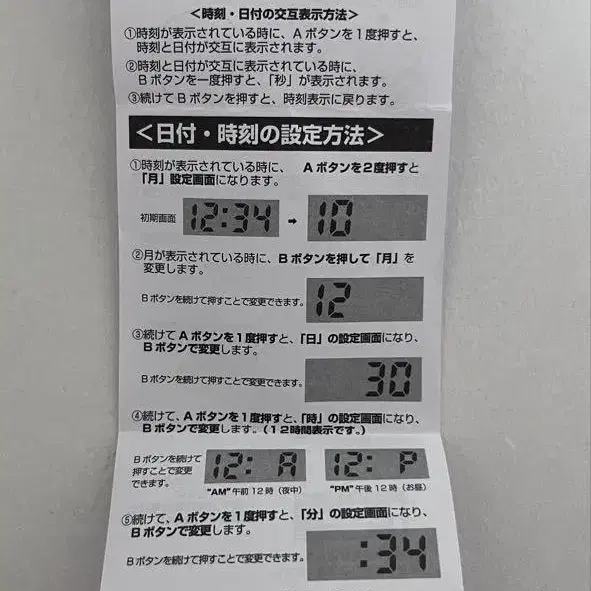 ＜時刻・日付の交互表示方法＞
①時刻が表示されている時に、Aボタンを1度押すと、
時刻と日付が交互に表示されます。
②時刻と日付が交互に表示されている時に、
Bボタンを一度押すと、「秒」が表示されます。
③続けてBボタンを押すと、時刻表示に戻ります。
＜日付・時刻の設定方法＞
①時刻が表示されている時に、 Aボタンを2度押すと
「月」設定画面になります。
初期画面 12:34 → 10
②月が表示されている時に、Bボタンを押して「月」を
変更します。
Bボタンを続けて押すことで変更できます。 12
③続けてAボタンを1度押すと、「日」の設定画面になり、
Bボタンで変更します。
Bボタンを続けて押すことで変更できます。 30
④続けて、Aボタンを1度押すと、「時」の設定画面になり、
Bボタンで変更します。(12時間表示です。)
Bボタンを続けて
押すことで変更
できます。
12: A 12: P
"AM"午前12時（夜中） "PM"午後12時（お昼）
⑤続けて、Aボタンを1度押すと、「分」の設定画面になり、
Bボタンで変更します。
Bボタンを続けて押すことで変更できます。 :34